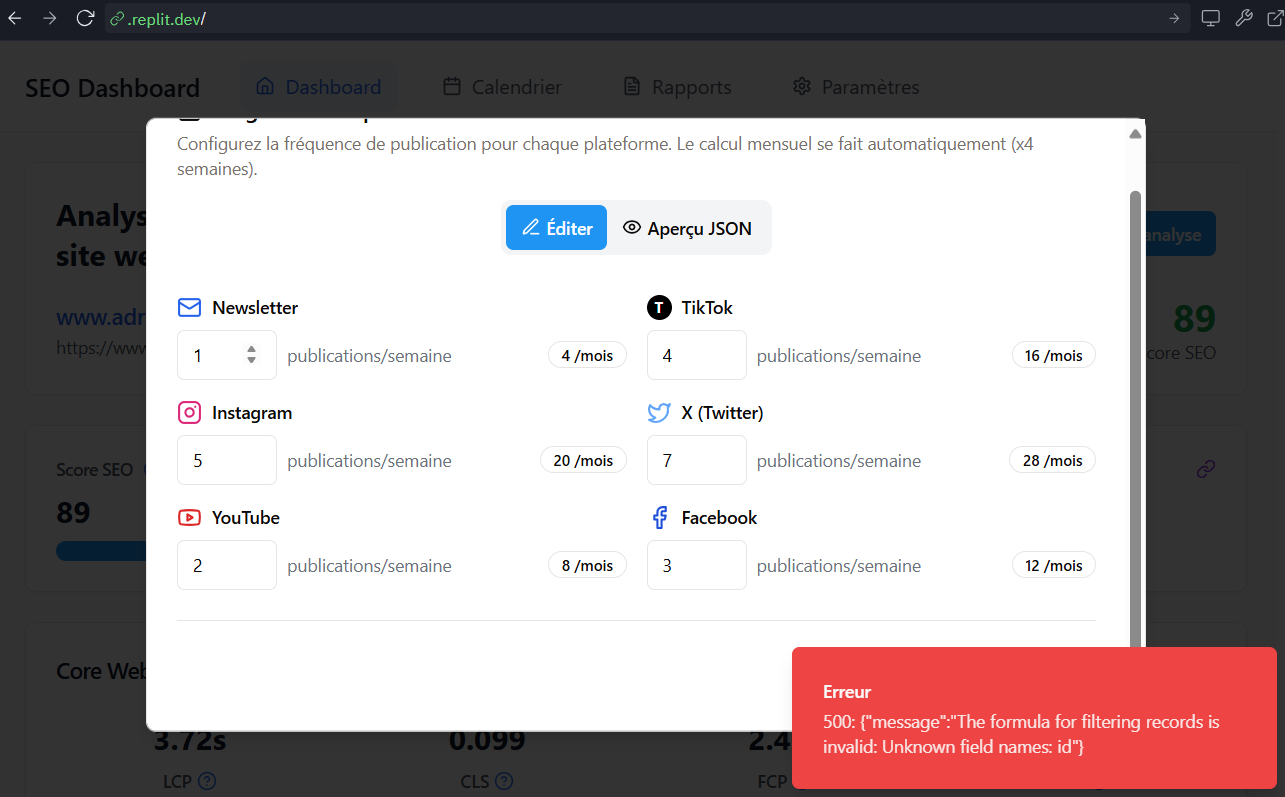 .replit.dev/
SEO Dashboard
Dashboard
Calendrier
Rapports
Paramètres
Configurez la fréquence de publication pour chaque plateforme. Le calcul mensuel se fait automatiquement (x4
semaines).
Analys
site we
analyse
Éditer
Aperçu JSON
www.adr
https://www
89
core SEO
Newsletter
1
publications/semaine
4 /mois
T
TikTok
4
publications/semaine
16 /mois
Instagram
5
publications/semaine
20 /mois
X (Twitter)
7
publications/semaine
28 /mois
Score SEO
89
YouTube
2
publications/semaine
8 /mois
Facebook
3
publications/semaine
12 /mois
Core Web
3.72s
LCP
0.099
CLS
2.4
FCP
Erreur
500: {"message":"The formula for filtering records is
invalid: Unknown field names: id"}